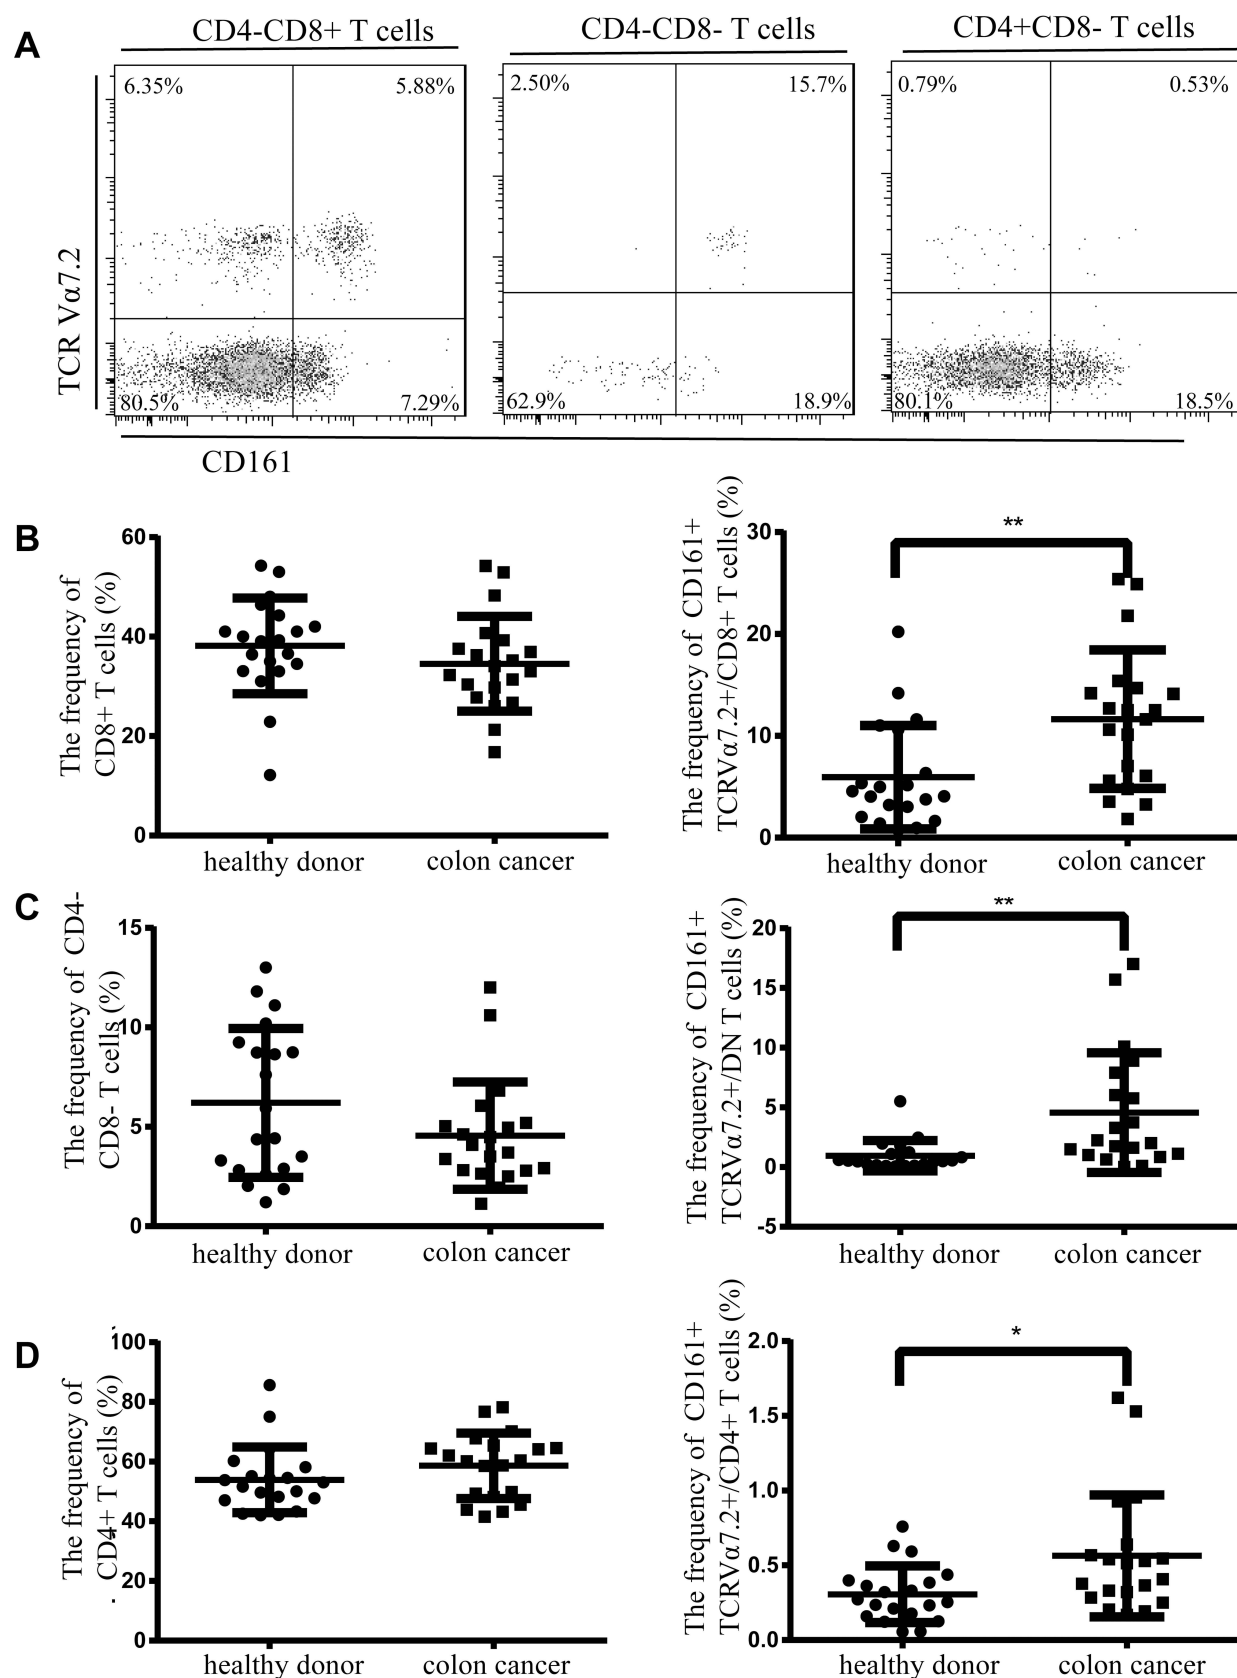 A
CD4-CD8+ T cells
CD4-CD8- T cells
CD4+CD8- T cells
6.35%
5.88%
2.50%
15.7%
0.79%
0.53%
TCR Vα7.2
80.5%
7.29%
62.9%
18.9%
80.1%
18.5%
CD161
B
The frequency of
CD8+ T cells (%)
60
40
20
0
healthy donor
colon cancer
The frequency of CD161+
TCRVα7.2+/CD8+ T cells (%)
30
20
10
0
**
healthy donor
colon cancer
C
The frequency of CD4-
CD8- T cells (%)
15
10
5
0
healthy donor
colon cancer
The frequency of CD161+
TCRVα7.2+/DN T cells (%)
20
15
10
5
0
-5
**
healthy donor
colon cancer
D
The frequency of
CD4+ T cells (%)
100
80
60
40
20
0
healthy donor
colon cancer
The frequency of CD161+
TCRVα7.2+/CD4+ T cells (%)
2.0
1.5
1.0
0.5
0.0
*
healthy donor
colon cancer